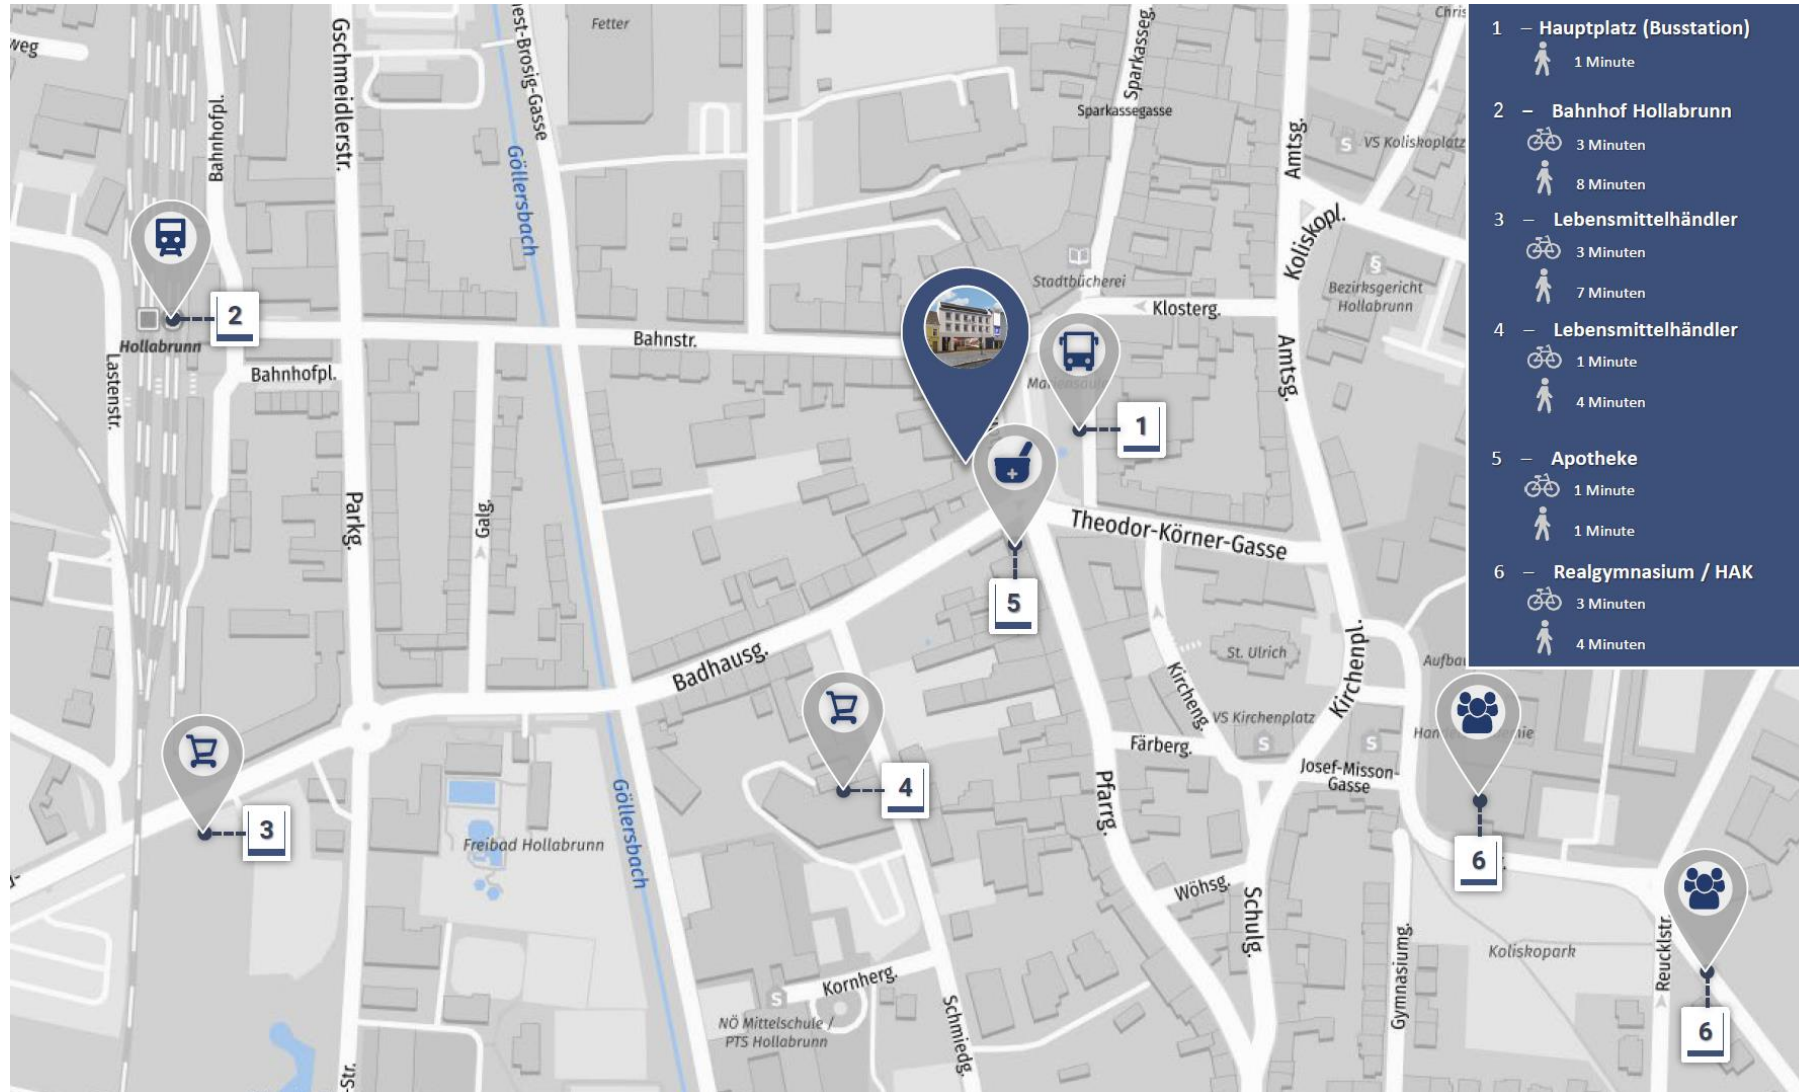 1 – Hauptplatz (Busstation)
1 Minute
2 – Bahnhof Hollabrunn
3 Minuten
8 Minuten
3 – Lebensmittelhändler
3 Minuten
7 Minuten
4 – Lebensmittelhändler
1 Minute
4 Minuten
5 – Apotheke
1 Minute
1 Minute
6 – Realgymnasium / HAK
3 Minuten
4 Minuten
weg
Bahnhofpl.
Gschmeidlerstr.
est-Brosig-Gasse
Fetter
Göllersbach
Sparkasseg.
Sparkassegasse
Amtsg.
VS Koliskoplatz
S
Koliskopl.
§
Bezirksgericht
Hollabrunn
Stadtbücherei
Klosterg.
2
Hollabrunn
Lastenstr.
Bahnhofpl.
Bahnstr.
Amtsg.
1
Parkg.
Galg.
Theodor-Körner-Gasse
5
Badhausg.
St. Ulrich
Kirchenpl.
Kircheng.
VS Kirchenplatz
S
S
Färberg.
Josef-Misson-
Gasse
4
3
Freibad Hollabrunn
Göllersbach
Pfarrg.
6
Wöhsg.
Schulg.
Gymnasiumg.
Koliskopark
Reucklstr.
6
Kornherg.
S
NÖ Mittelschule /
PTS Hollabrunn
Schmiedg.